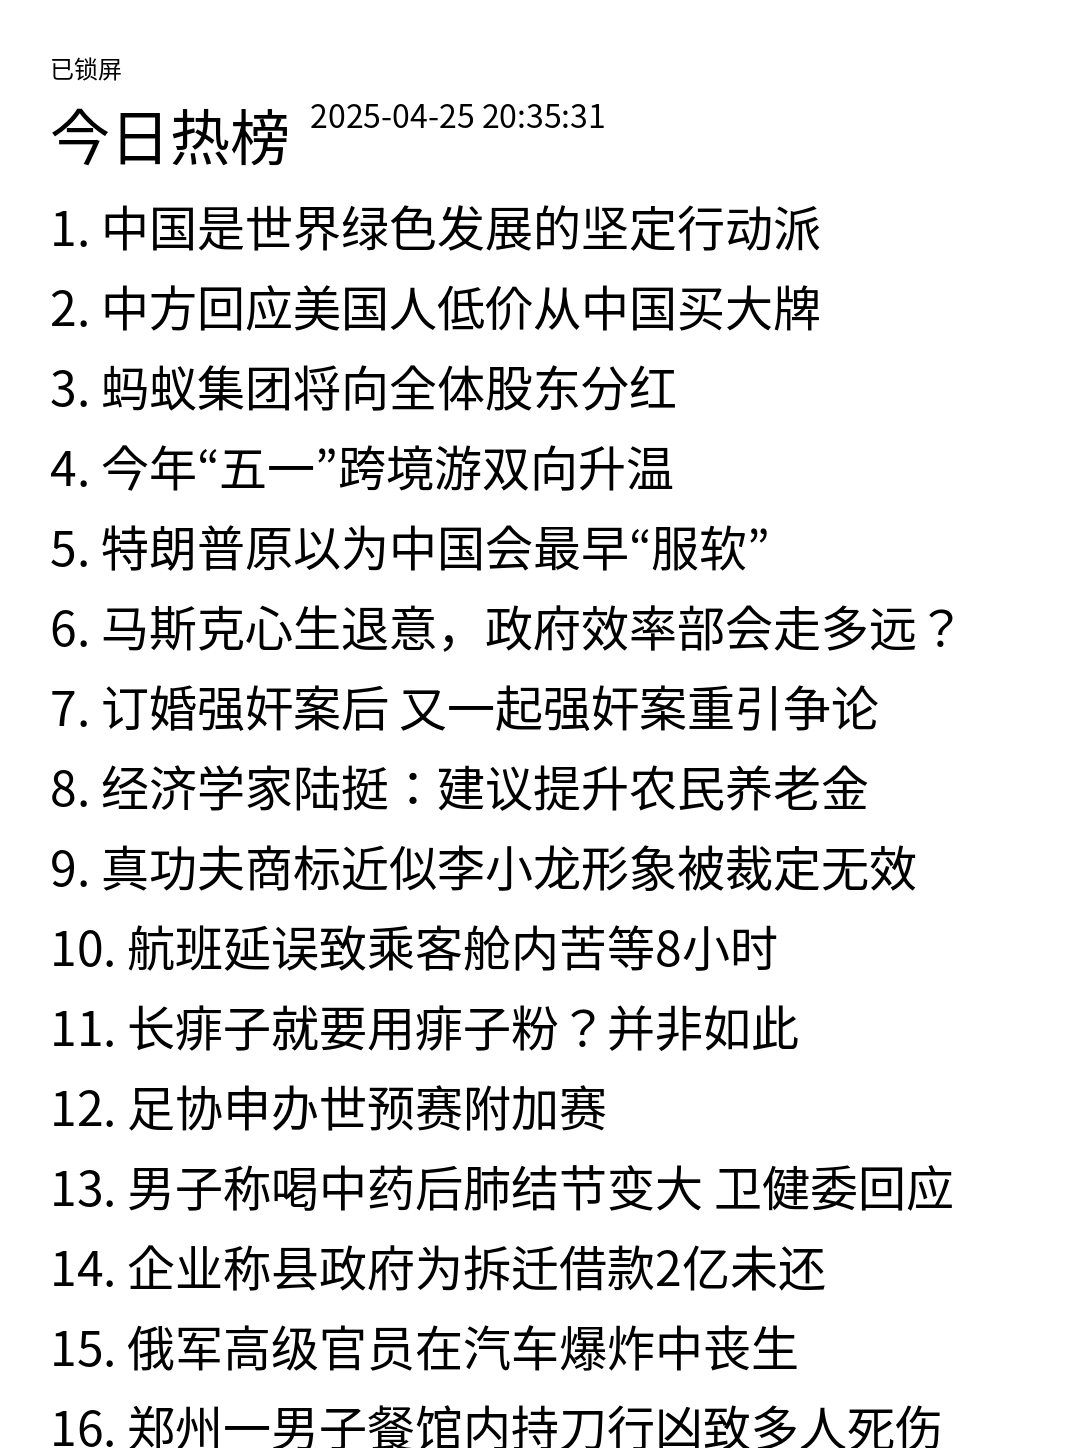 已锁屏
今日热榜 2025-04-25 20:35:31
1. 中国是世界绿色发展的坚定行动派
2. 中方回应美国人低价从中国买大牌
3. 蚂蚁集团将向全体股东分红
4. 今年“五一”跨境游双向升温
5. 特朗普原以为中国会最早“服软”
6. 马斯克心生退意，政府效率部会走多远？
7. 订婚强奸案后 又一起强奸案重引争论
8. 经济学家陆挺：建议提升农民养老金
9. 真功夫商标近似李小龙形象被裁定无效
10. 航班延误致乘客舱内苦等8小时
11. 长痱子就要用痱子粉？并非如此
12. 足协申办世预赛附加赛
13. 男子称喝中药后肺结节变大 卫健委回应
14. 企业称县政府为拆迁借款2亿未还
15. 俄军高级官员在汽车爆炸中丧生
16. 郑州一男子餐馆内持刀行凶致多人死伤